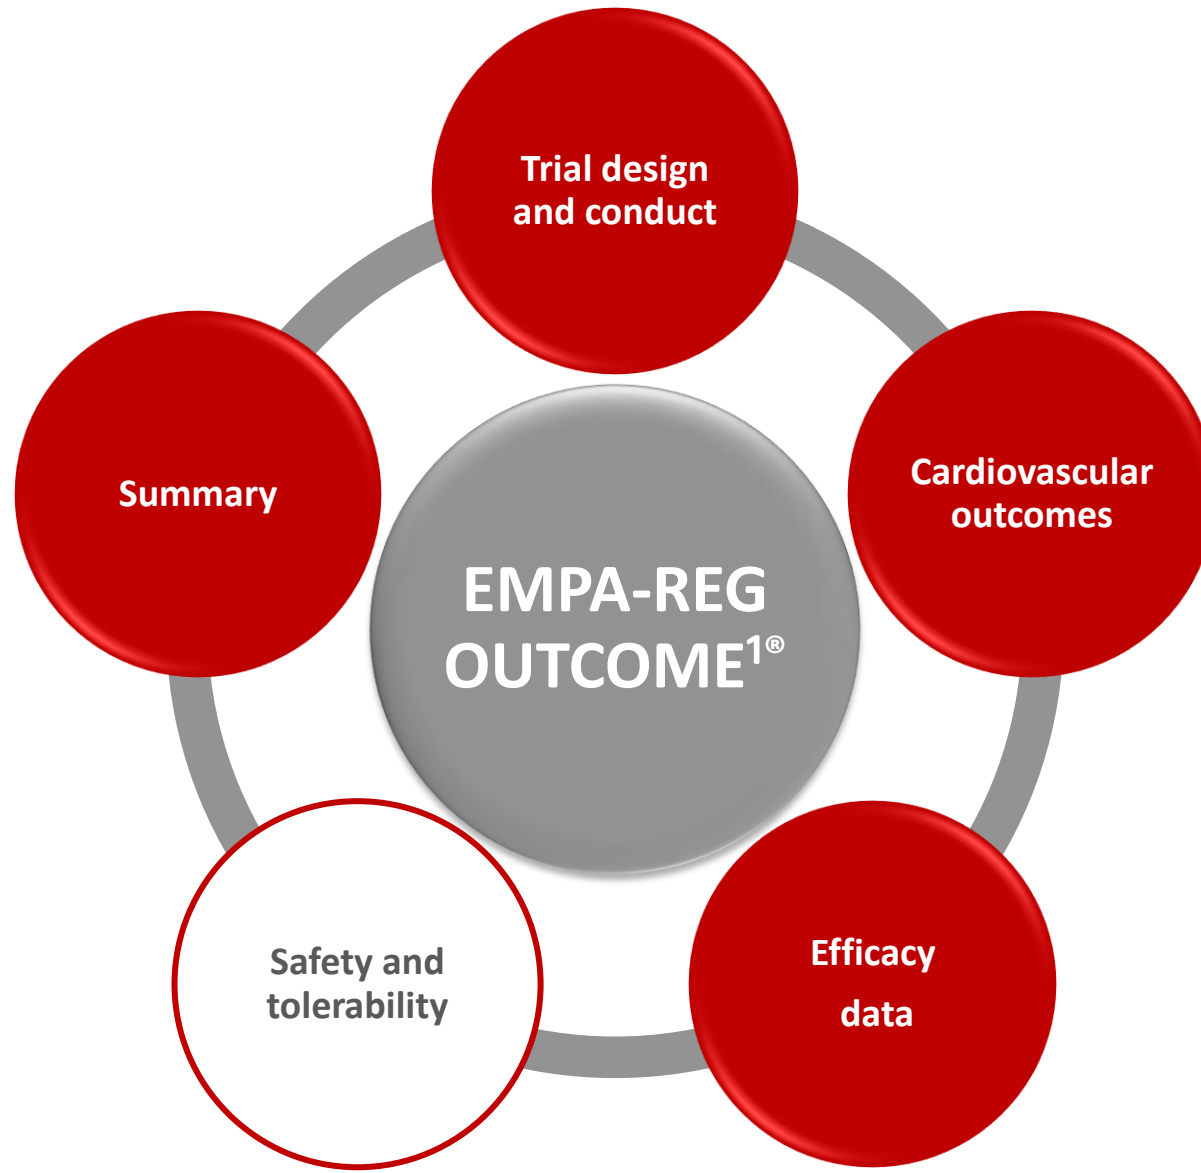 Trial design
and conduct
Cardiovascular
outcomes
Efficacy
data
Safety and
tolerability
Summary
EMPA-REG
OUTCOME¹®